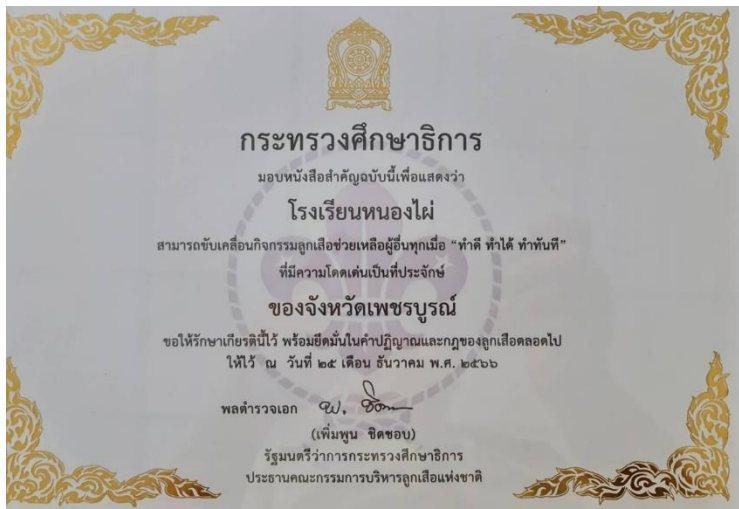 กระทรวงศึกษาธิการ
มอบหนังสือสำคัญฉบับนี้เพื่อแสดงว่า
โรงเรียนหนองไผ่
สามารถขับเคลื่อนกิจกรรมลูกเสือช่วยเหลือผู้อื่นทุกเมื่อ “ทำดี ทำได้ ทำทันที”
ที่มีความโดดเด่นเป็นที่ประจักษ์
ของจังหวัดเพชรบูรณ์
ขอให้รักษาเกียรตินี้ไว้ พร้อมยึดมั่นในคำปฏิญาณและกฎของลูกเสือตลอดไป
ให้ไว้ ณ วันที่ ๒๕ เดือน ธันวาคม พ.ศ. ๒๕๖๖
พลตำรวจเอก
(เพิ่มพูน ชิดชอบ)
รัฐมนตรีว่าการกระทรวงศึกษาธิการ
ประธานคณะกรรมการบริหารลูกเสือแห่งชาติ